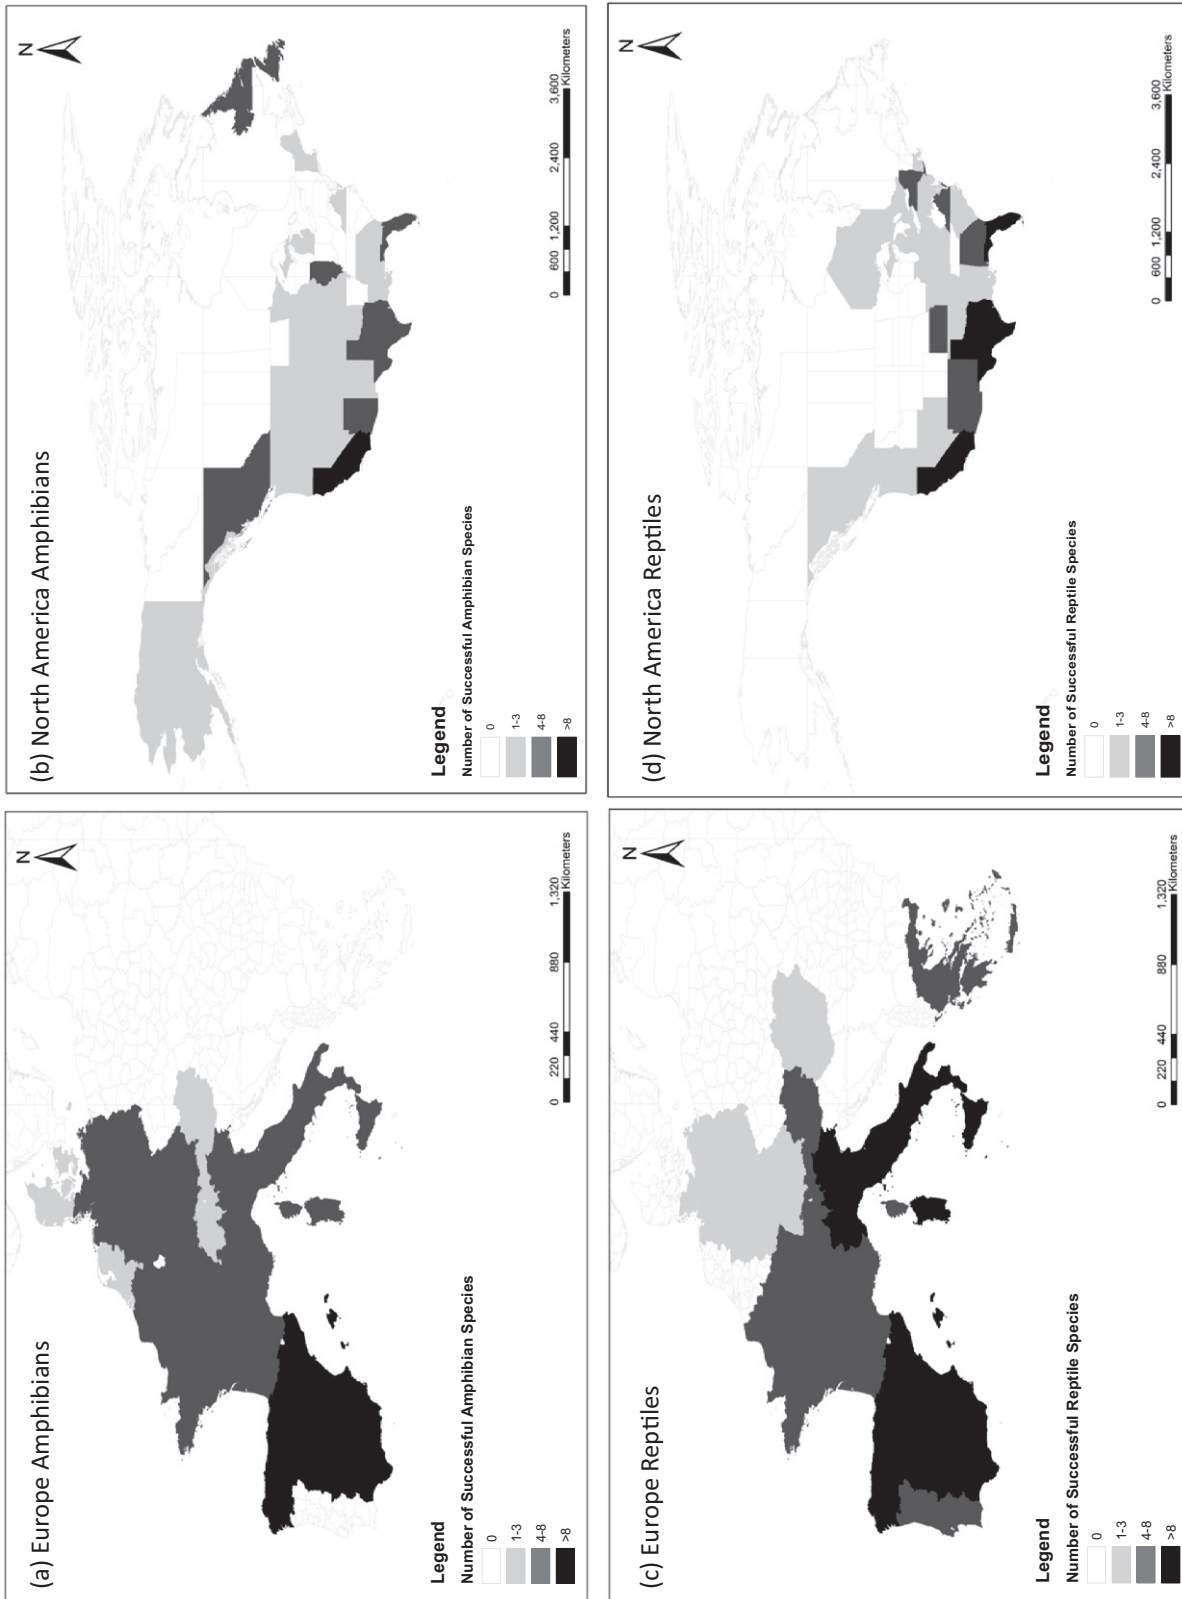 (a) Europe Amphibians
N
Legend
Number of Successful Amphibian Species
0
1-3
4-8
>8
0 220 440 880 1,320
Kilometers
(b) North America Amphibians
N
Legend
Number of Successful Amphibian Species
0
1-3
4-8
>8
0 600 1,200 2,400 3,600
Kilometers
(c) Europe Reptiles
N
Legend
Number of Successful Reptile Species
0
1-3
4-8
>8
0 220 440 880 1,320
Kilometers
(d) North America Reptiles
N
Legend
Number of Successful Reptile Species
0
1-3
4-8
>8
0 600 1,200 2,400 3,600
Kilometers